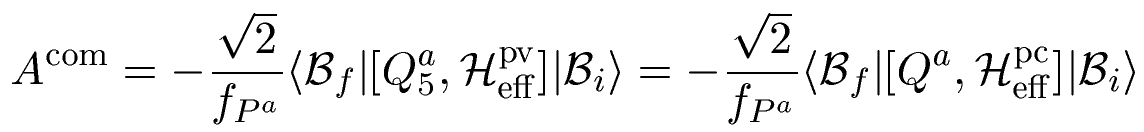 A^{\rm com} = -\frac{\sqrt{2}}{f_{P^a}} \langle \mathcal{B}_f | [Q_5^a, \mathcal{H}_{\rm eff}^{\rm pv}] | \mathcal{B}_i \rangle = -\frac{\sqrt{2}}{f_{P^a}} \langle \mathcal{B}_f | [Q^a, \mathcal{H}_{\rm eff}^{\rm pc}] | \mathcal{B}_i \rangle